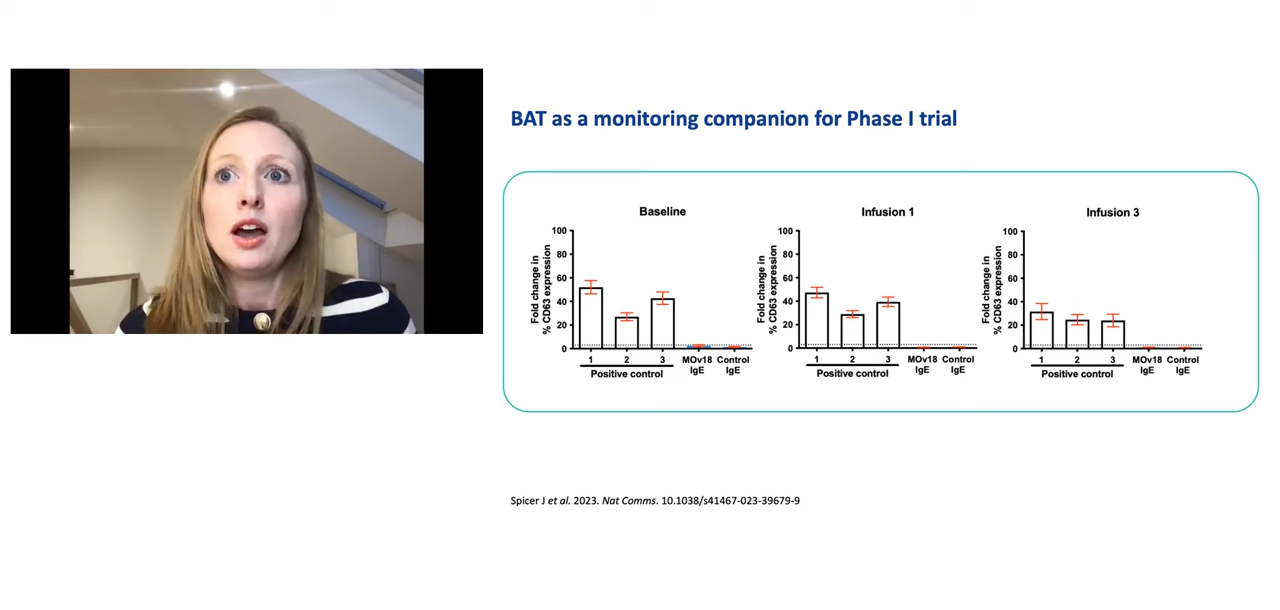 BAT as a monitoring companion for Phase I trial
Baseline
Infusion 1
Infusion 3
Fold change in
% CD63 expression
100
80
60
40
20
0
1
2
3
MOv18
IgE
Control
IgE
Positive control
Fold change in
% CD63 expression
100
80
60
40
20
0
1
2
3
MOv18
IgE
Control
IgE
Positive control
Fold change in
% CD63 expression
100
80
60
40
20
0
1
2
3
MOv18
IgE
Control
IgE
Positive control
Spicer J et al. 2023. Nat Comms. 10.1038/s41467-023-39679-9